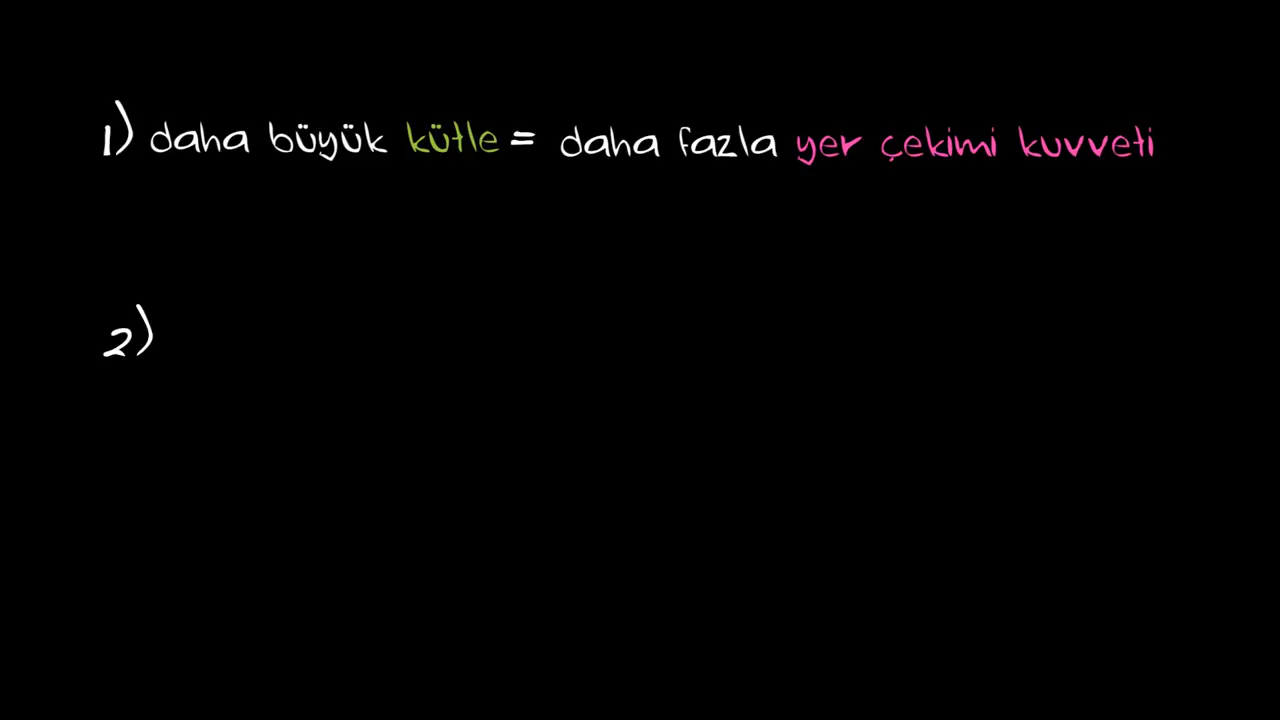 1) daha büyük kütle = daha fazla yer çekimi kuvveti
2)